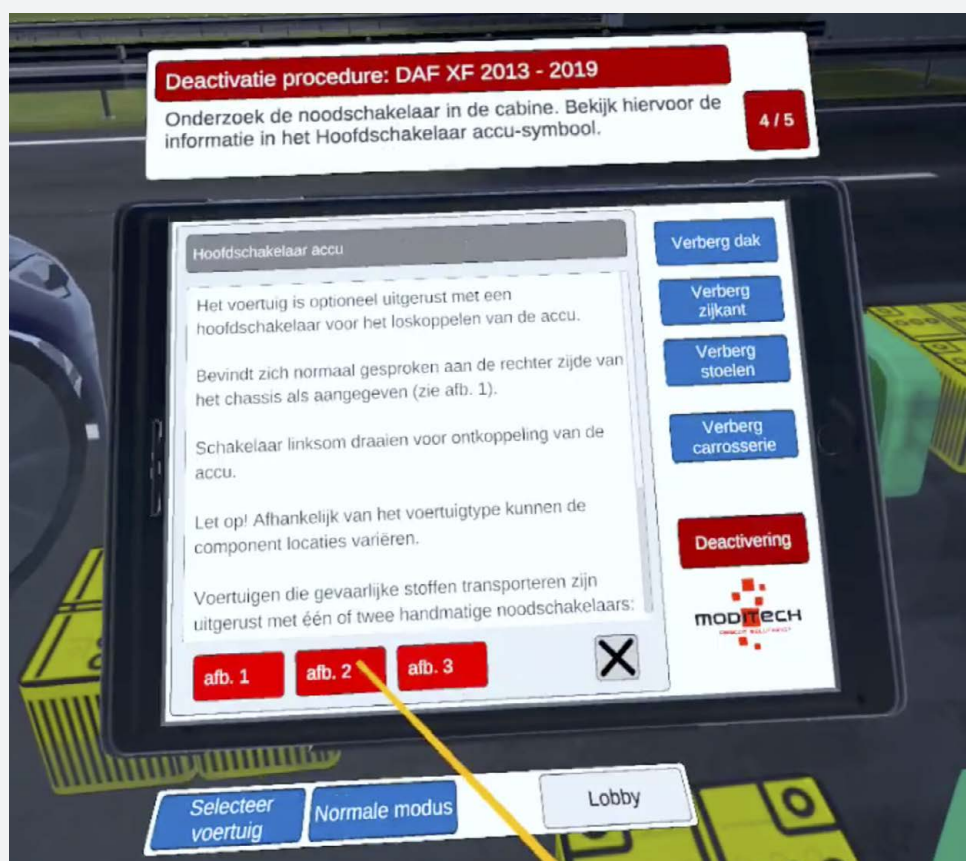 Deactivatie procedure: DAF XF 2013 - 2019
Onderzoek de noodschakelaar in de cabine. Bekijk hiervoor de
informatie in het Hoofdschakelaar accu-symbool.
4 / 5
Hoofdschakelaar accu
Het voertuig is optioneel uitgerust met een
hoofdschakelaar voor het loskoppelen van de accu.
Bevindt zich normaal gesproken aan de rechter zijde van
het chassis als aangegeven (zie afb. 1).
Schakelaar linksom draaien voor ontkoppeling van de
accu.
Let op! Afhankelijk van het voertuigtype kunnen de
component locaties variëren.
Voertuigen die gevaarlijke stoffen transporteren zijn
uitgerust met één of twee handmatige noodschakelaars:
afb. 1
afb. 2
afb. 3
Verberg dak
Verberg
zijkant
Verberg
stoelen
Verberg
carrosserie
Deactivering
MODITECH
Selecteer
voertuig
Normale modus
Lobby